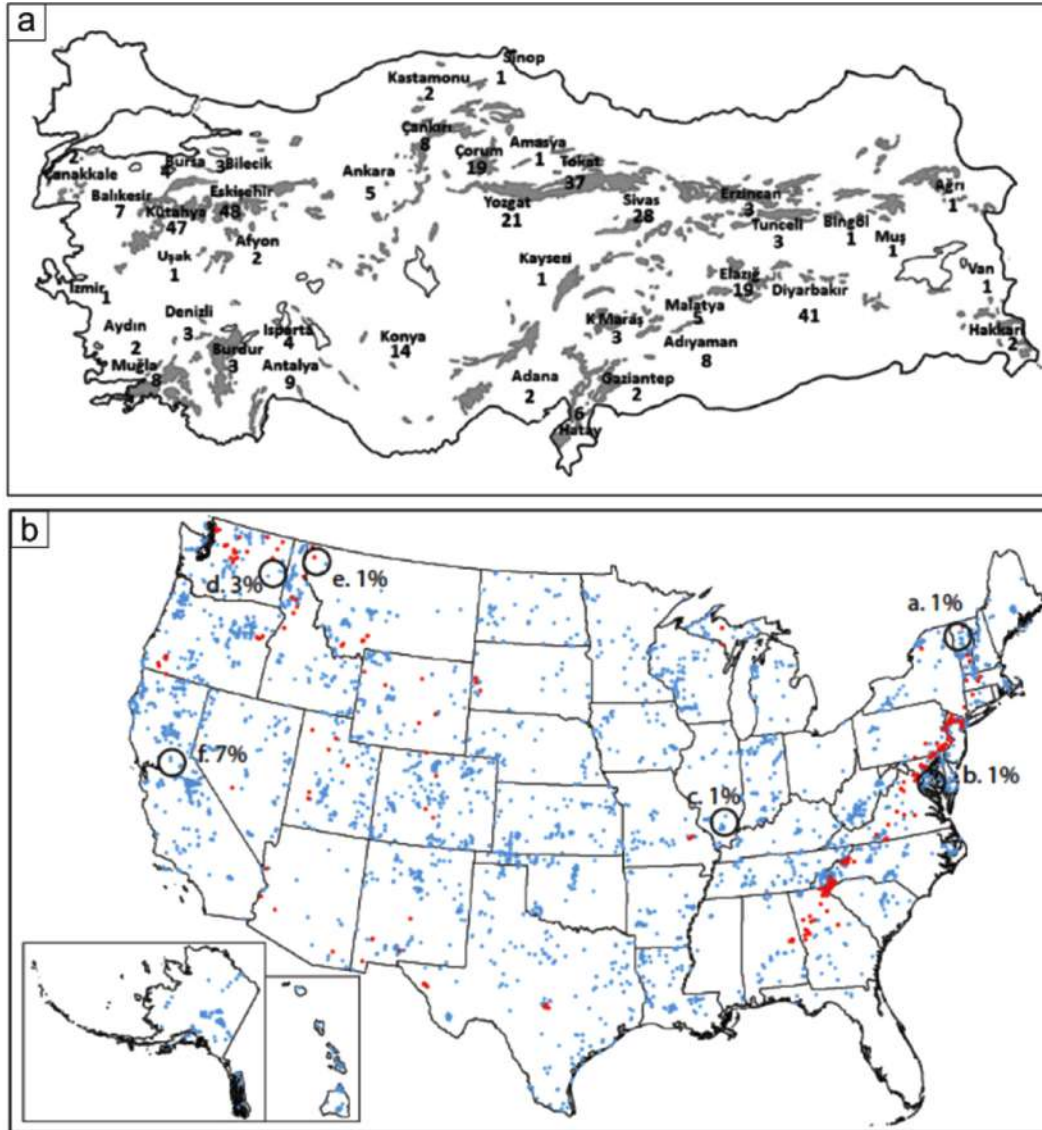 a
Sinop
1
Kastamonu
2
Çankırı
8
Çorum
19
Amasya
1
Tokat
37
2
Çanakkale
Bursa
4
3
Bilecik
Balıkesir
7
Kütahya
47
Eskişehir
48
Ankara
5
Yozgat
21
Sivas
28
Erzincan
3
Tunceli
3
Bingöl
1
Muş
1
Ağrı
1
Uşak
1
Afyon
2
Kayseri
1
Elazığ
19
Diyarbakır
41
Van
1
İzmir
1
Aydın
2
Denizli
3
Isparta
4
Konya
14
K Maraş
3
Malatya
5
Adıyaman
8
Hakkari
2
Muğla
8
Burdur
3
Antalya
9
Adana
2
Gaziantep
2
6
Hatay
b
d. 3%
e. 1%
a. 1%
f. 7%
c. 1%
b. 1%